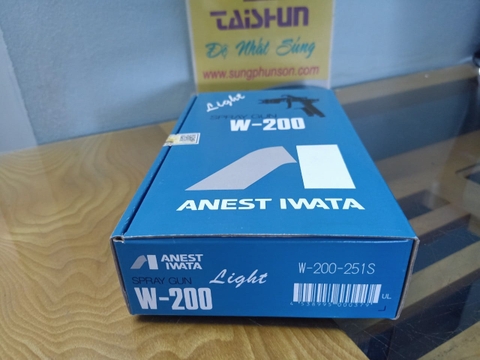 TAISHUN
Đệ Nhất Súng
www.sungphunson.com
Light
SPRAY GUN
W-200
ANEST IWATA
ANEST
IWATA
SPRAY GUN
Light
W-200
W-200-251S
UL